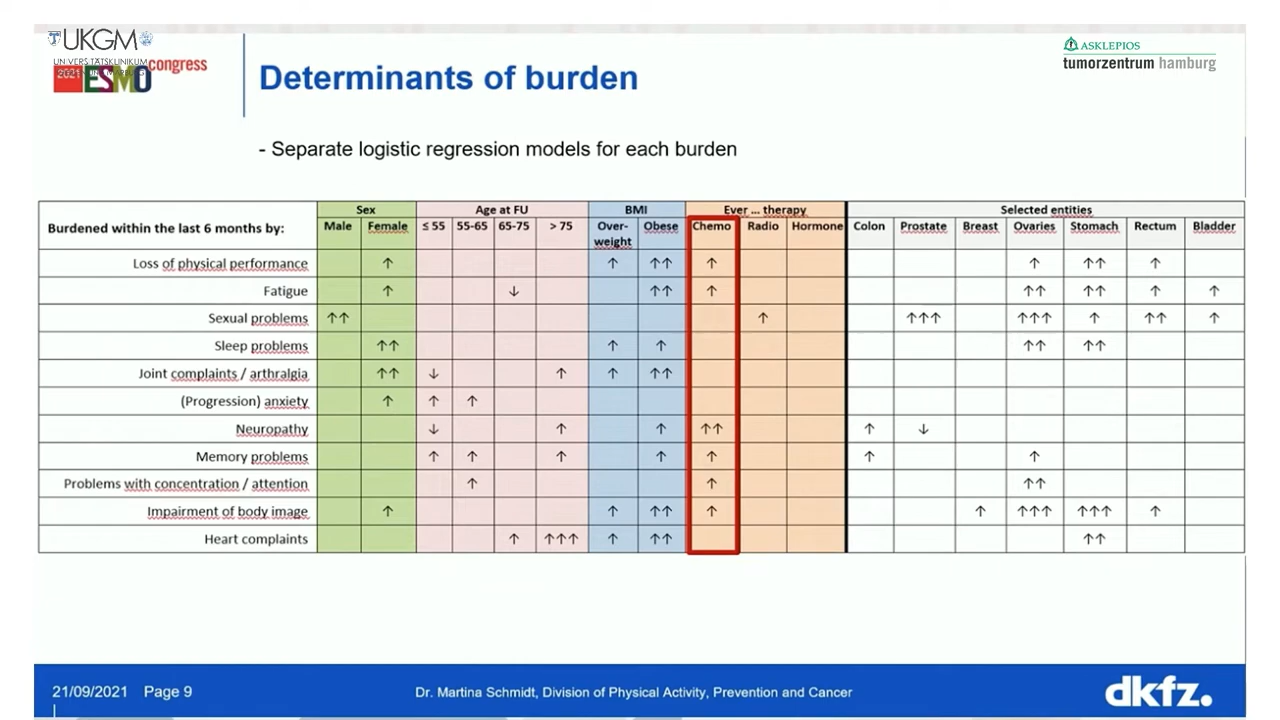 UKGM
UNIVERSITÄTSKLINIKUM
2021 ESMO congress
ASKLEPIOS
tumorzentrum hamburg
Determinants of burden
- Separate logistic regression models for each burden
Sex Age at FU BMI Ever ... therapy Selected entities
Burdened within the last 6 months by: Male Female ≤ 55 55-65 65-75 > 75 Over-weight Obese Chemo Radio Hormone Colon Prostate Breast Ovaries Stomach Rectum Bladder
Loss of physical performance ↑ ↑ ↑↑ ↑ ↑ ↑↑ ↑
Fatigue ↑ ↓ ↑↑ ↑ ↑↑ ↑↑ ↑ ↑
Sexual problems ↑↑ ↑ ↑↑↑ ↑↑↑ ↑ ↑↑ ↑
Sleep problems ↑↑ ↑ ↑ ↑↑ ↑↑
Joint complaints / arthralgia ↑↑ ↓ ↑ ↑ ↑↑
(Progression) anxiety ↑ ↑ ↑
Neuropathy ↓ ↑ ↑ ↑↑ ↑ ↓
Memory problems ↑ ↑ ↑ ↑ ↑ ↑ ↑
Problems with concentration / attention ↑ ↑ ↑↑
Impairment of body image ↑ ↑ ↑↑ ↑ ↑ ↑↑↑ ↑↑↑ ↑
Heart complaints ↑ ↑↑↑ ↑ ↑↑ ↑↑
21/09/2021 Page 9 Dr. Martina Schmidt, Division of Physical Activity, Prevention and Cancer dkfz.